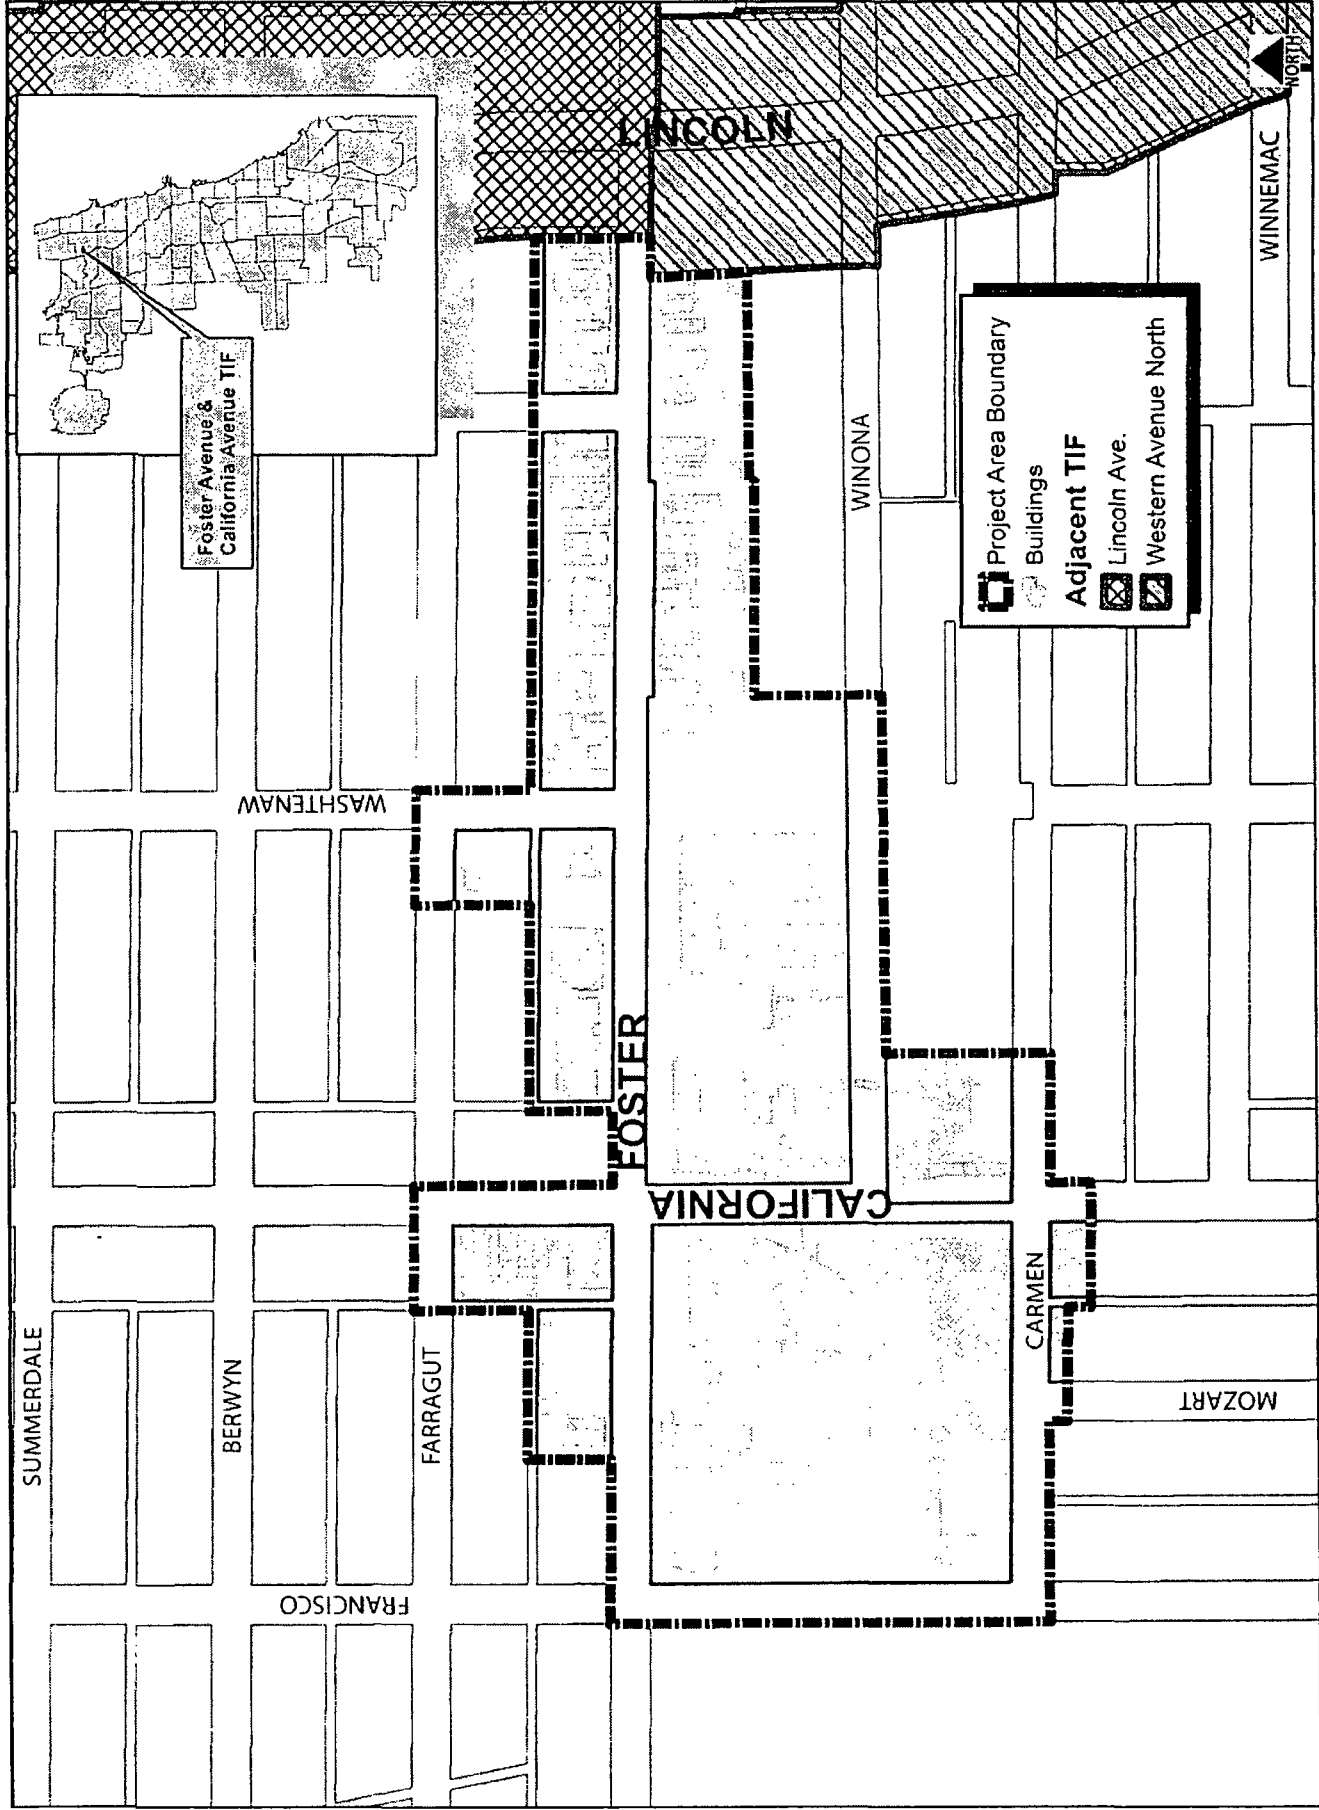 Foster Avenue &
California Avenue TIF
LINCOLN
WASHTENAW
FOSTER
CALIFORNIA
SUMMERDALE
BERWYN
FARRAGUT
FRANCISCO
WINONA
CARMEN
MOZART
WINNEMAC
Project Area Boundary
Buildings
Adjacent TIF
Lincoln Ave.
Western Avenue North
NORTH